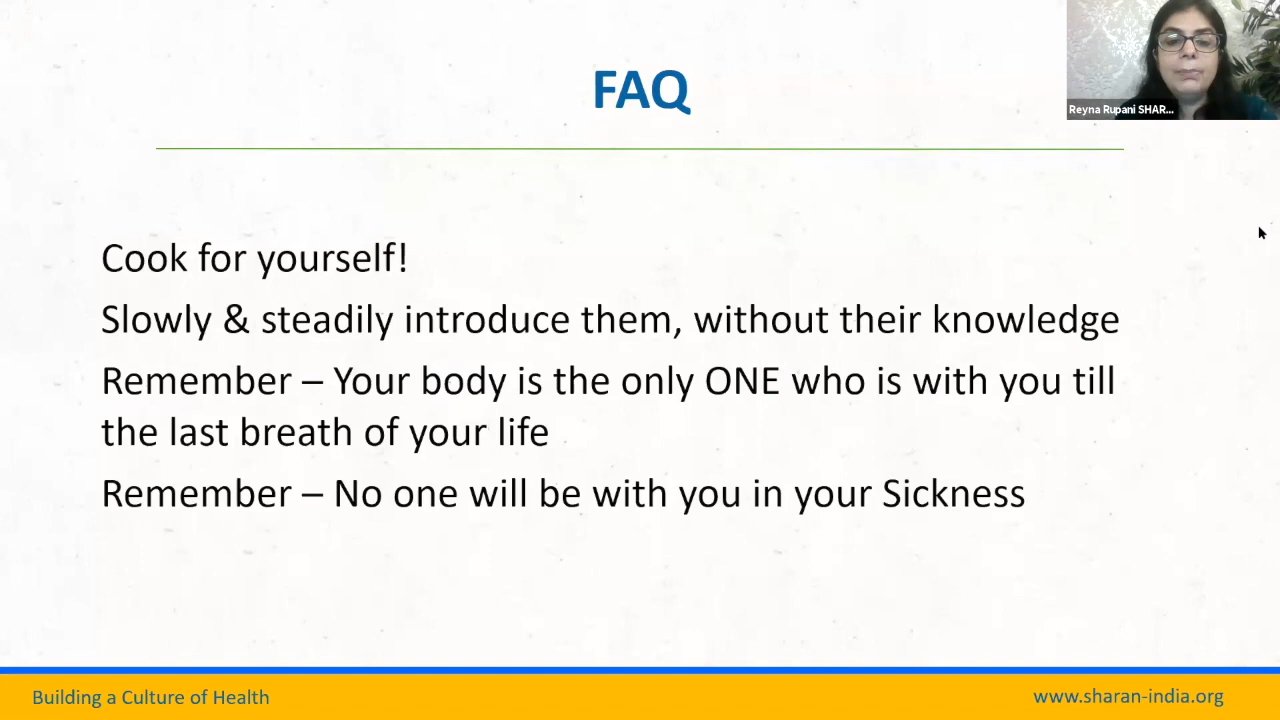 FAQ
Reyna Rupani SHAR...
Cook for yourself!
Slowly & steadily introduce them, without their knowledge
Remember – Your body is the only ONE who is with you till
the last breath of your life
Remember – No one will be with you in your Sickness
Building a Culture of Health
www.sharan-india.org